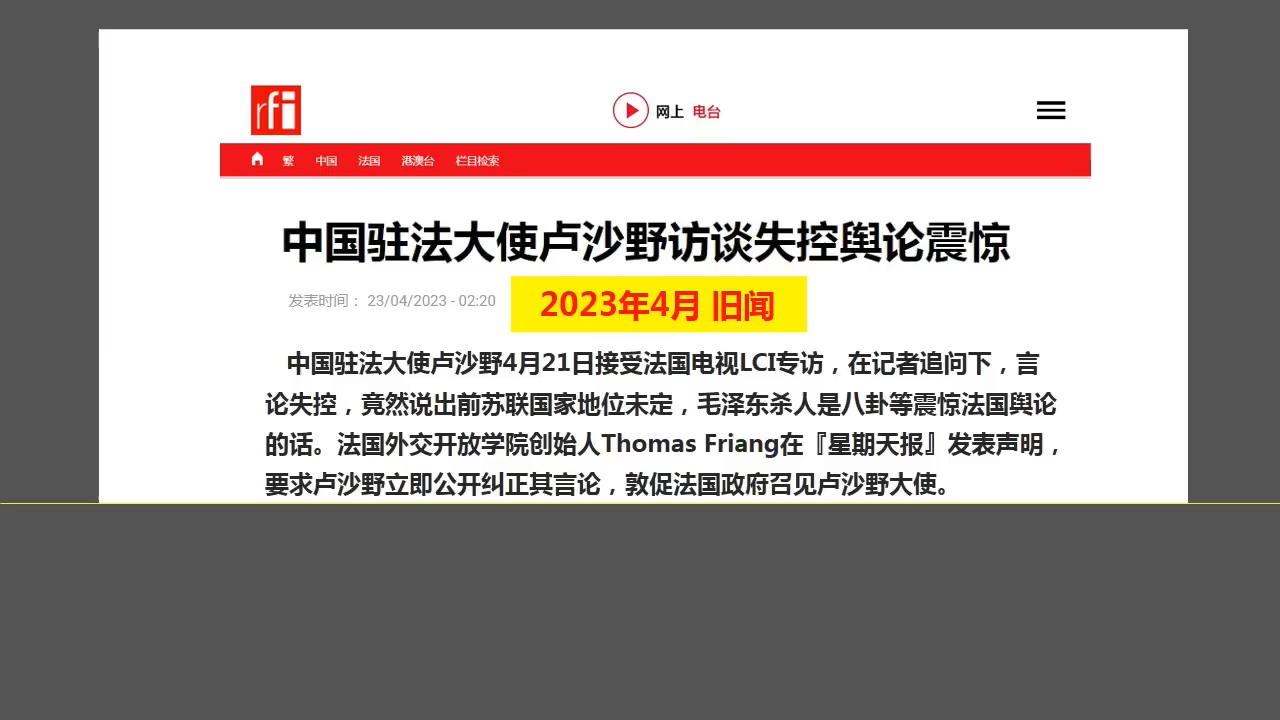 rfi
网上 电台
繁 中国 法国 港澳台 栏目检索
中国驻法大使卢沙野访谈失控舆论震惊
发表时间： 23/04/2023 - 02:20
2023年4月 旧闻
中国驻法大使卢沙野4月21日接受法国电视LCI专访，在记者追问下，言
论失控，竟然说出前苏联国家地位未定，毛泽东杀人是八卦等震惊法国舆论
的话。法国外交开放学院创始人Thomas Friang在『星期天报』发表声明，
要求卢沙野立即公开纠正其言论，敦促法国政府召见卢沙野大使。